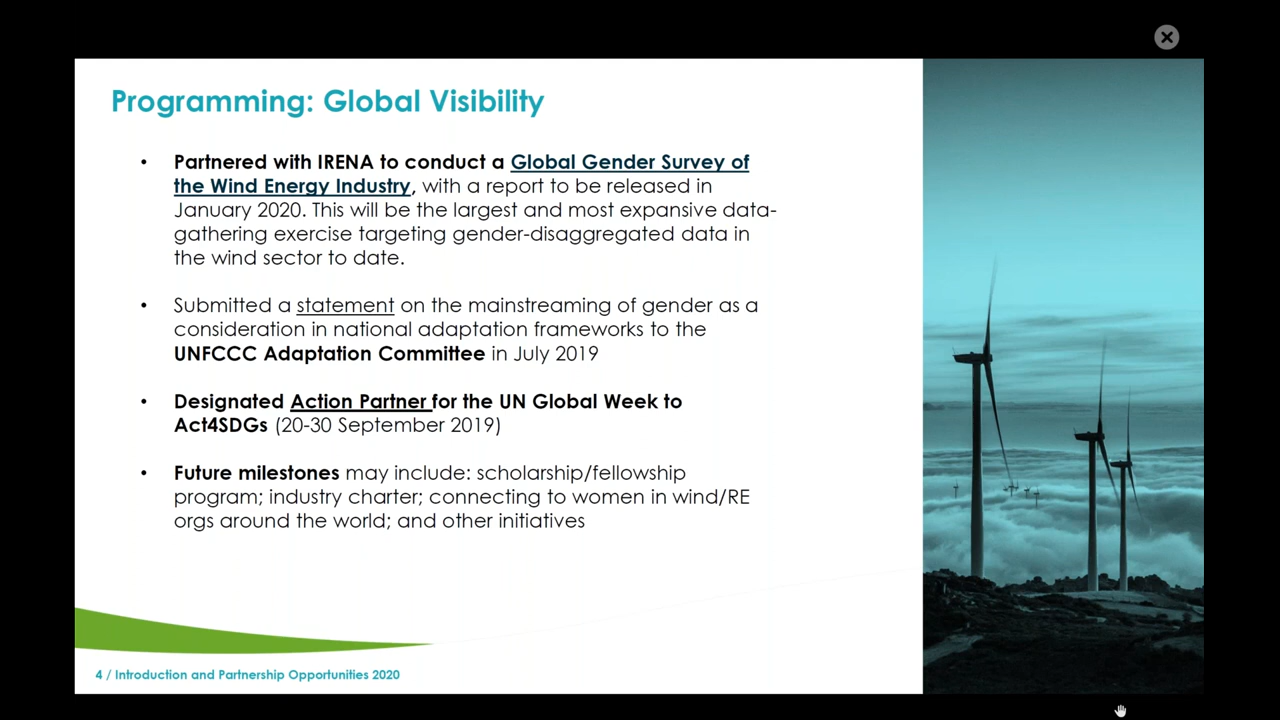 Programming: Global Visibility
• Partnered with IRENA to conduct a Global Gender Survey of
the Wind Energy Industry, with a report to be released in
January 2020. This will be the largest and most expansive data-
gathering exercise targeting gender-disaggregated data in
the wind sector to date.
• Submitted a statement on the mainstreaming of gender as a
consideration in national adaptation frameworks to the
UNFCCC Adaptation Committee in July 2019
• Designated Action Partner for the UN Global Week to
Act4SDGs (20-30 September 2019)
• Future milestones may include: scholarship/fellowship
program; industry charter; connecting to women in wind/RE
orgs around the world; and other initiatives
4 / Introduction and Partnership Opportunities 2020